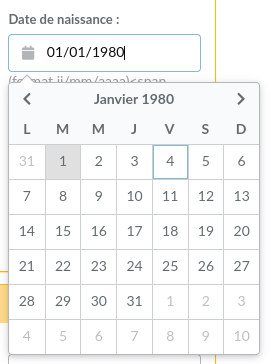 Date de naissance :
01/01/1980
(format jj/mm/aaaa)<span
Janvier 1980
L M M J V S D
31 1 2 3 4 5 6
7 8 9 10 11 12 13
14 15 16 17 18 19 20
21 22 23 24 25 26 27
28 29 30 31 1 2 3
4 5 6 7 8 9 10